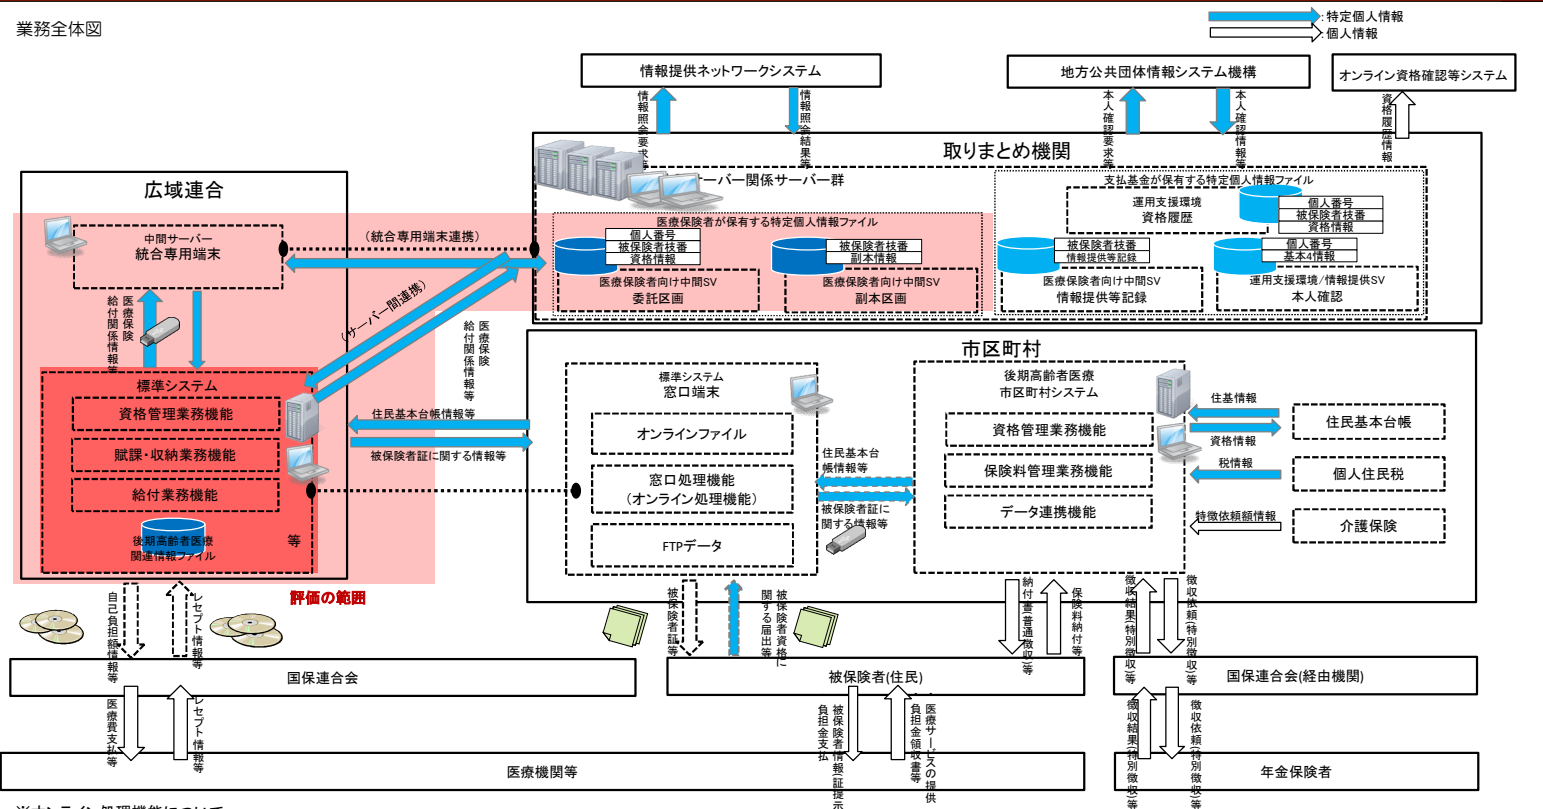 業務全体図
：特定個人情報
：個人情報
情報提供ネットワークシステム
地方公共団体情報システム機構
オンライン資格確認等システム
情報照会要求等
情報照会結果等
本人確認要求等
本人確認情報等
資格履歴情報
取りまとめ機関
ーバー関係サーバー群
医療保険者が保有する特定個人情報ファイル
個人番号
被保険者枝番
資格情報
被保険者枝番
副本情報
医療保険者向け中間SV
委託区画
医療保険者向け中間SV
副本区画
支払基金が保有する特定個人情報ファイル
運用支援環境
資格履歴
個人番号
被保険者枝番
資格情報
被保険者枝番
情報提供等記録
個人番号
基本4情報
医療保険者向け中間SV
情報提供等記録
運用支援環境/情報提供SV
本人確認
広域連合
中間サーバー
統合専用端末
（統合専用端末連携）
（サーバー間連携）
医療保険
給付関係情報等
医療保険
給付関係情報等
標準システム
資格管理業務機能
賦課・収納業務機能
給付業務機能
後期高齢者医療
関連情報ファイル
等
評価の範囲
住民基本台帳情報等
被保険者証に関する情報等
市区町村
標準システム
窓口端末
オンラインファイル
窓口処理機能
（オンライン処理機能）
FTPデータ
住民基本台
帳情報等
被保険者証に
関する情報等
後期高齢者医療
市区町村システム
資格管理業務機能
保険料管理業務機能
データ連携機能
住基情報
資格情報
税情報
特徴依頼額情報
住民基本台帳
個人住民税
介護保険
自己負担額情報等
レセプト情報等
被保険者証等
被保険者資格に
関する届出等
納付書(普通徴収)等
保険料納付等
徴収結果(特別徴収)等
徴収依頼(特別徴収)等
国保連合会
被保険者(住民)
国保連合会(経由機関)
医療費支払等
レセプト情報等
被保険者情報(証提示
負担金支払
・医療サービスの提供
負担金領収書等
徴収結果(特別徴収)等
徴収依頼(特別徴収)等
医療機関等
年金保険者
※オンライン処理機能について